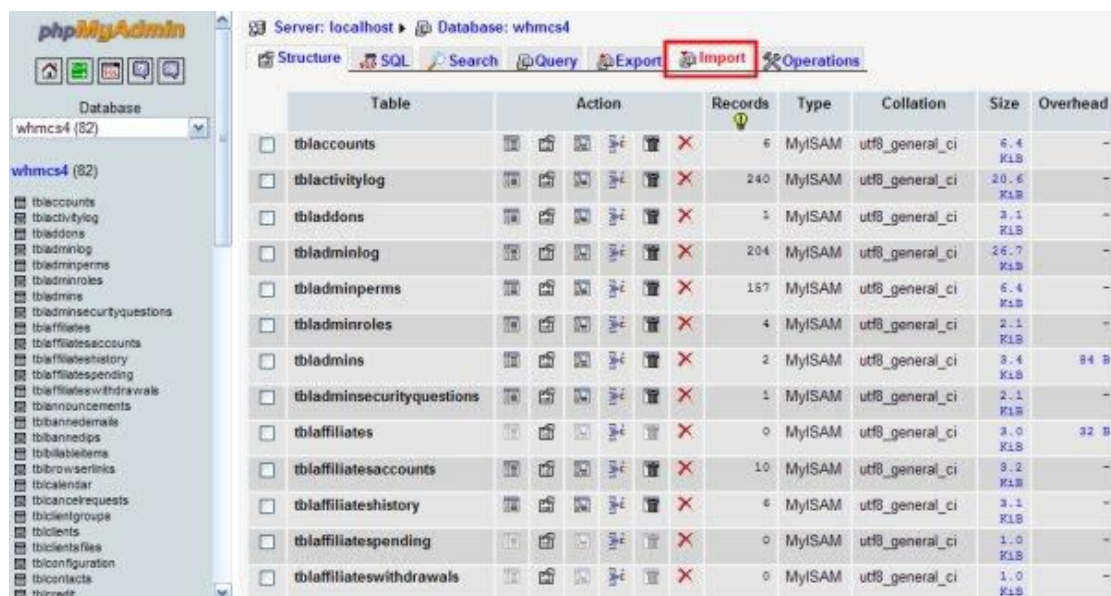 phpMyAdmin
Database
whmcs4 (82)
whmcs4 (82)
tblaccounts
tblactivitylog
tbladdons
tbladminlog
tbladminperms
tbladminroles
tbladmins
tbladminsecurityquestions
tblaffiliates
tblaffiliatesaccounts
tblaffiliateshistory
tblaffiliatespending
tblaffiliateswithdrawals
tblannouncements
tblbannedemails
tblbannedips
tblbillableitems
tblbrowserlinks
tblcalendar
tblcancelrequests
tblclientgroups
tblclients
tblclientsfiles
tblconfiguration
tblcontacts
tblcredit
Server: localhost ▸ Database: whmcs4
Structure SQL Search Query Export Import Operations
Table Action Records Type Collation Size Overhead
tblaccounts 6 MyISAM utf8_general_ci 6.4 KiB -
tblactivitylog 240 MyISAM utf8_general_ci 20.6 KiB -
tbladdons 1 MyISAM utf8_general_ci 3.1 KiB -
tbladminlog 204 MyISAM utf8_general_ci 26.7 KiB -
tbladminperms 167 MyISAM utf8_general_ci 6.4 KiB -
tbladminroles 4 MyISAM utf8_general_ci 2.1 KiB -
tbladmins 2 MyISAM utf8_general_ci 3.4 KiB 84 B
tbladminsecurityquestions 1 MyISAM utf8_general_ci 2.1 KiB -
tblaffiliates 0 MyISAM utf8_general_ci 3.0 KiB 32 B
tblaffiliatesaccounts 10 MyISAM utf8_general_ci 3.2 KiB -
tblaffiliateshistory 6 MyISAM utf8_general_ci 3.1 KiB -
tblaffiliatespending 0 MyISAM utf8_general_ci 1.0 KiB -
tblaffiliateswithdrawals 0 MyISAM utf8_general_ci 1.0 KiB -